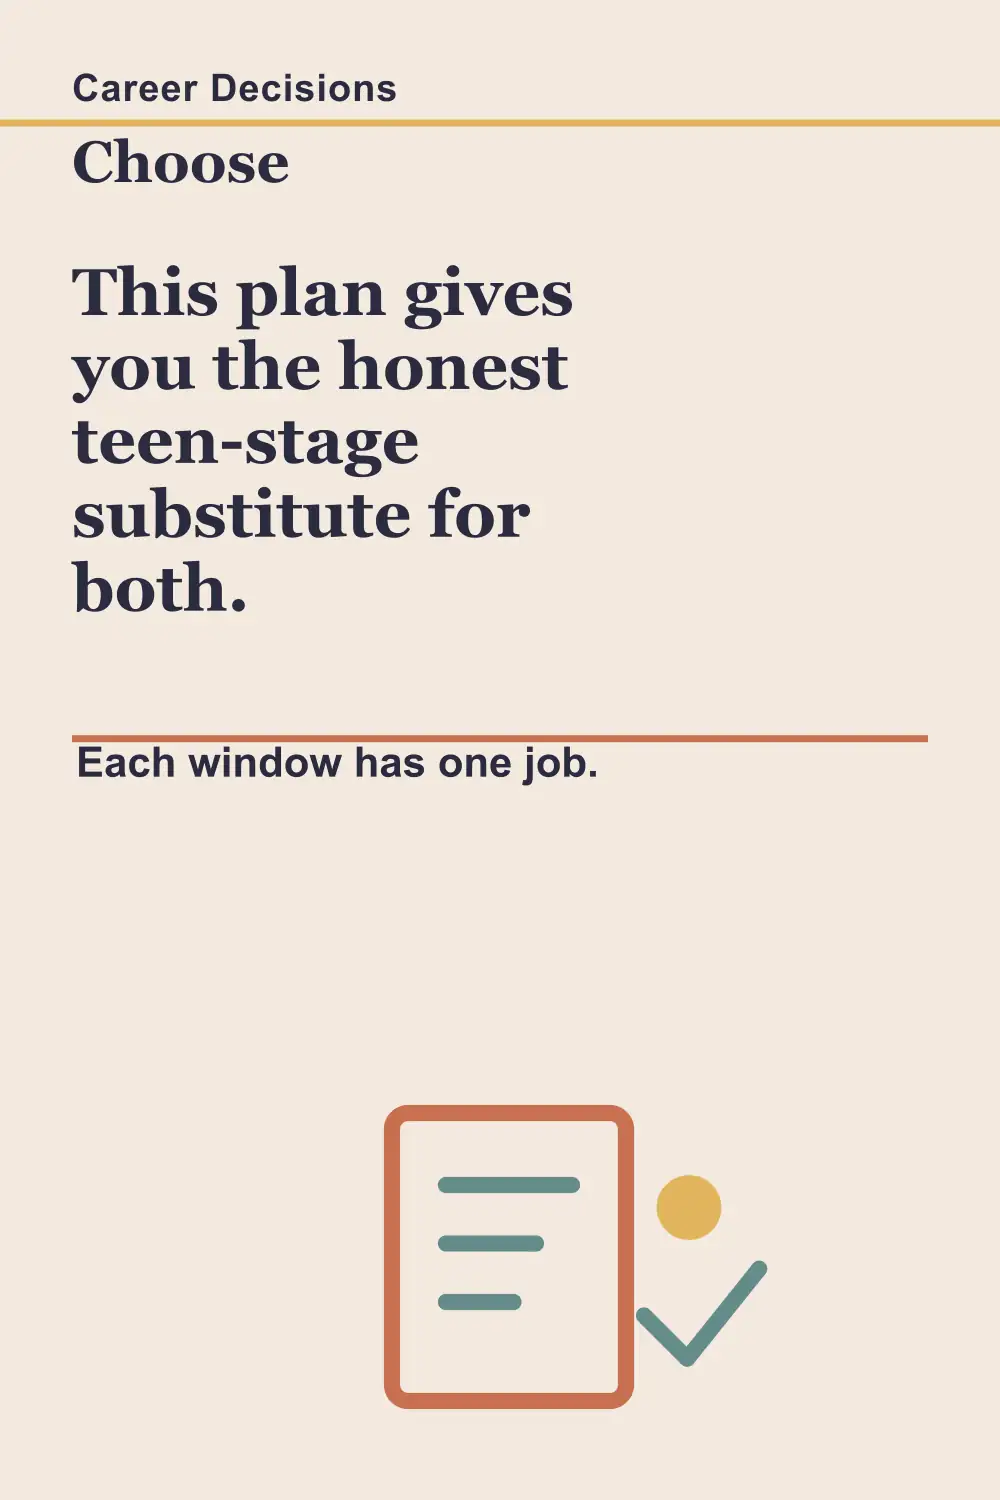 Career Decisions
Choose
This plan gives
you the honest
teen-stage
substitute for
both.
Each window has one job.